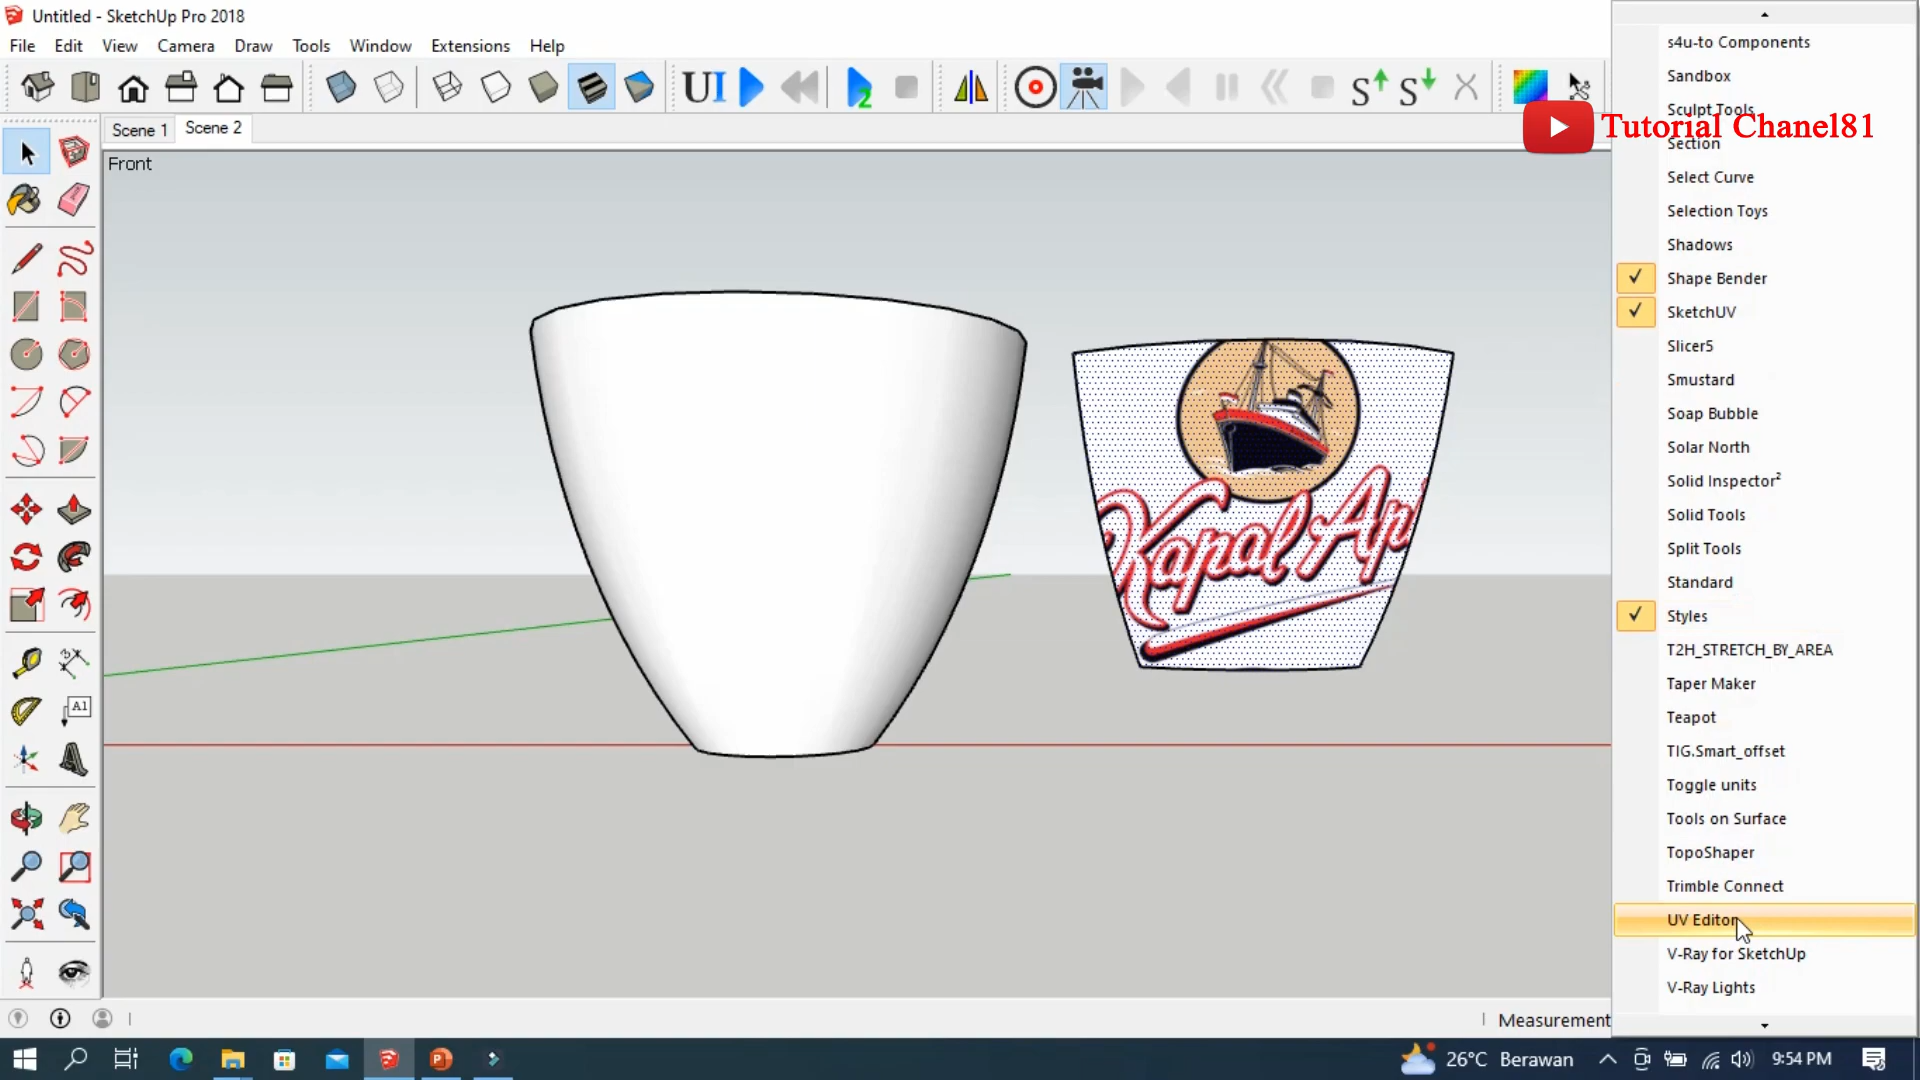 Untitled - SketchUp Pro 2018
File Edit View Camera Draw Tools Window Extensions Help
UI
2
S
S
Scene 1
Scene 2
Front
A1
Kapal Api
s4u-to Components
Sandbox
Sculpt Tools
Tutorial Chanel81
Section
Select Curve
Selection Toys
Shadows
Shape Bender
SketchUV
Slicer5
Smustard
Soap Bubble
Solar North
Solid Inspector²
Solid Tools
Split Tools
Standard
Styles
T2H_STRETCH_BY_AREA
Taper Maker
Teapot
TIG.Smart_offset
Toggle units
Tools on Surface
TopoShaper
Trimble Connect
UV Editor
V-Ray for SketchUp
V-Ray Lights
Measurement
26°C Berawan
9:54 PM